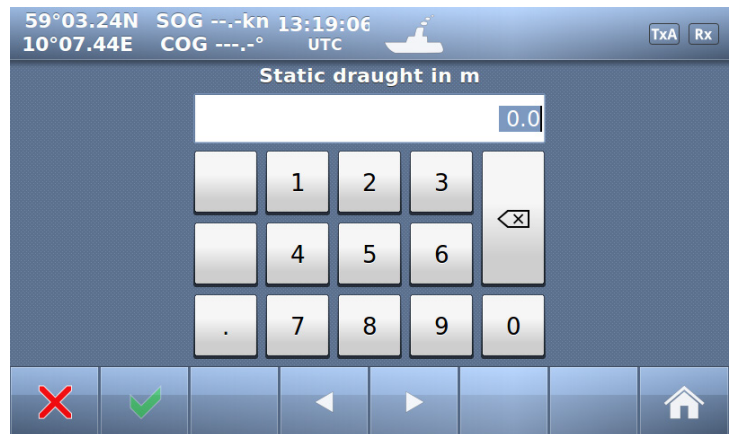 59°03.24N SOG --.-kn 13:19:06
10°07.44E COG ---.-° UTC
TxA Rx
Static draught in m
0.0
1 2 3
4 5 6
. 7 8 9 0